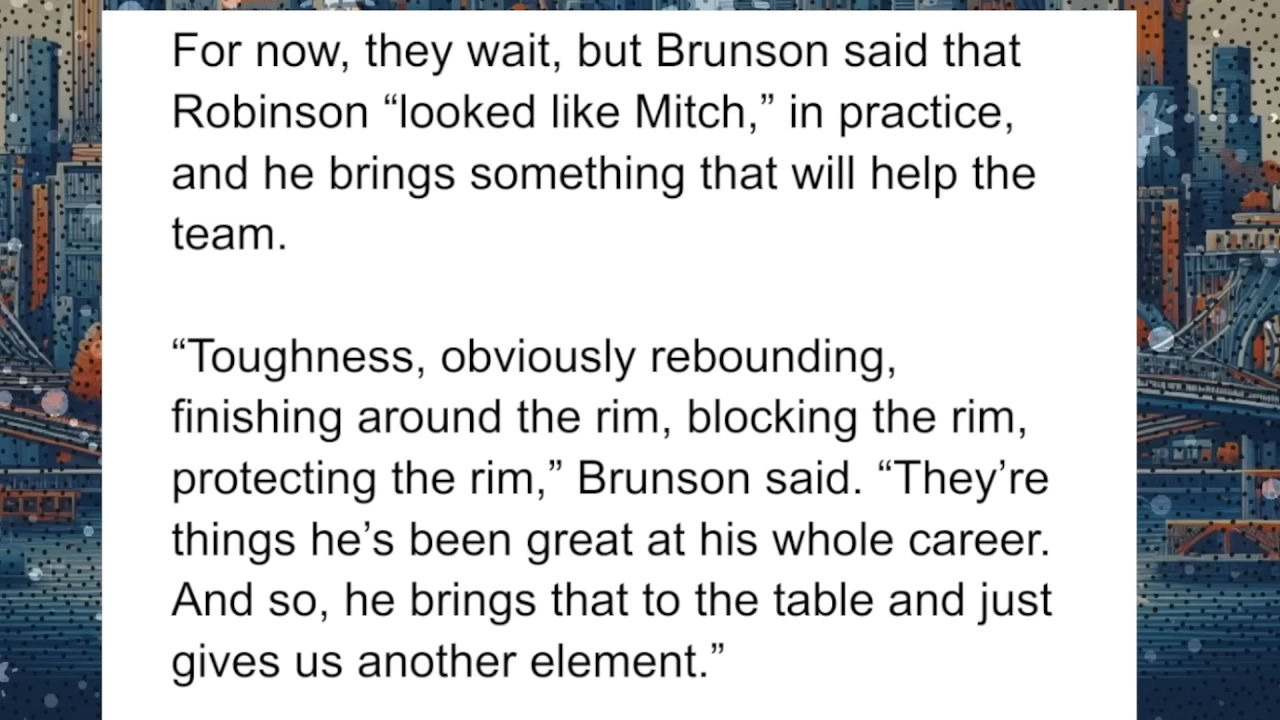 For now, they wait, but Brunson said that
Robinson “looked like Mitch,” in practice,
and he brings something that will help the
team.
“Toughness, obviously rebounding,
finishing around the rim, blocking the rim,
protecting the rim,” Brunson said. “They’re
things he’s been great at his whole career.
And so, he brings that to the table and just
gives us another element.”